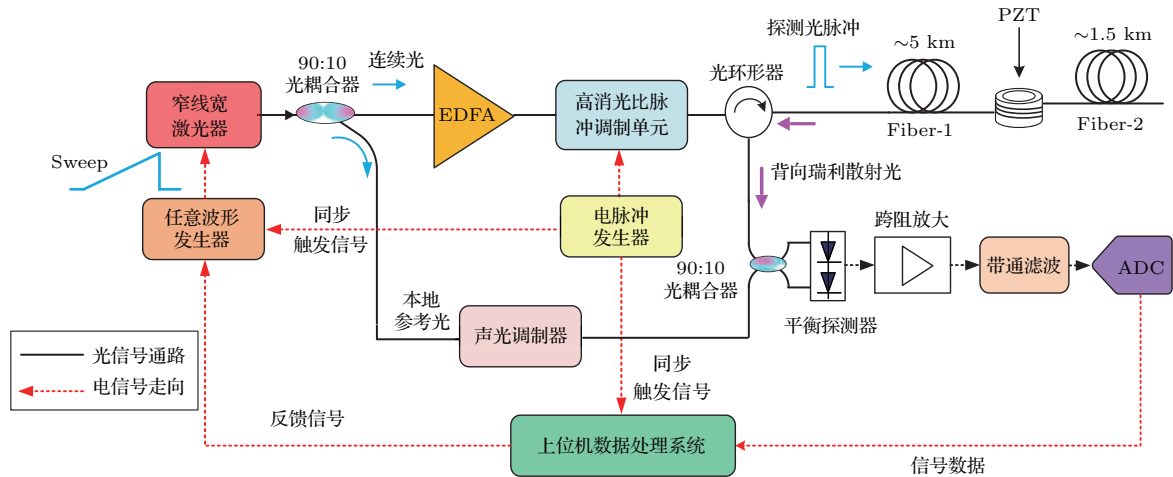 PZT
探测光脉冲
~5 km
~1.5 km
90:10
光耦合器
连续光
光环形器
窄线宽
激光器
EDFA
高消光比脉
冲调制单元
Fiber-1
Fiber-2
Sweep
背向瑞利散射光
任意波形
发生器
同步
触发信号
电脉冲
发生器
跨阻放大
90:10
光耦合器
带通滤波
ADC
本地
参考光
平衡探测器
声光调制器
光信号通路
电信号走向
同步
触发信号
反馈信号
上位机数据处理系统
信号数据